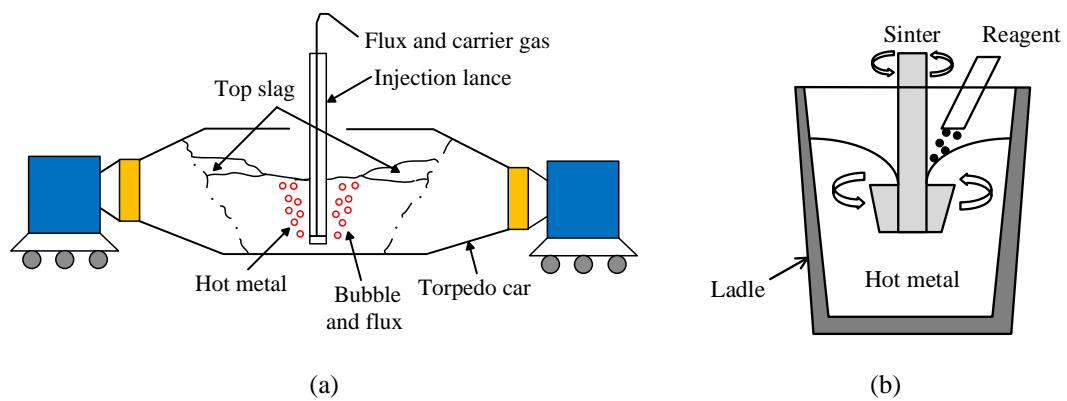 Flux and carrier gas
Injection lance
Top slag
Hot metal
Bubble
and flux
Torpedo car
(a)
Sinter
Reagent
Ladle
Hot metal
(b)